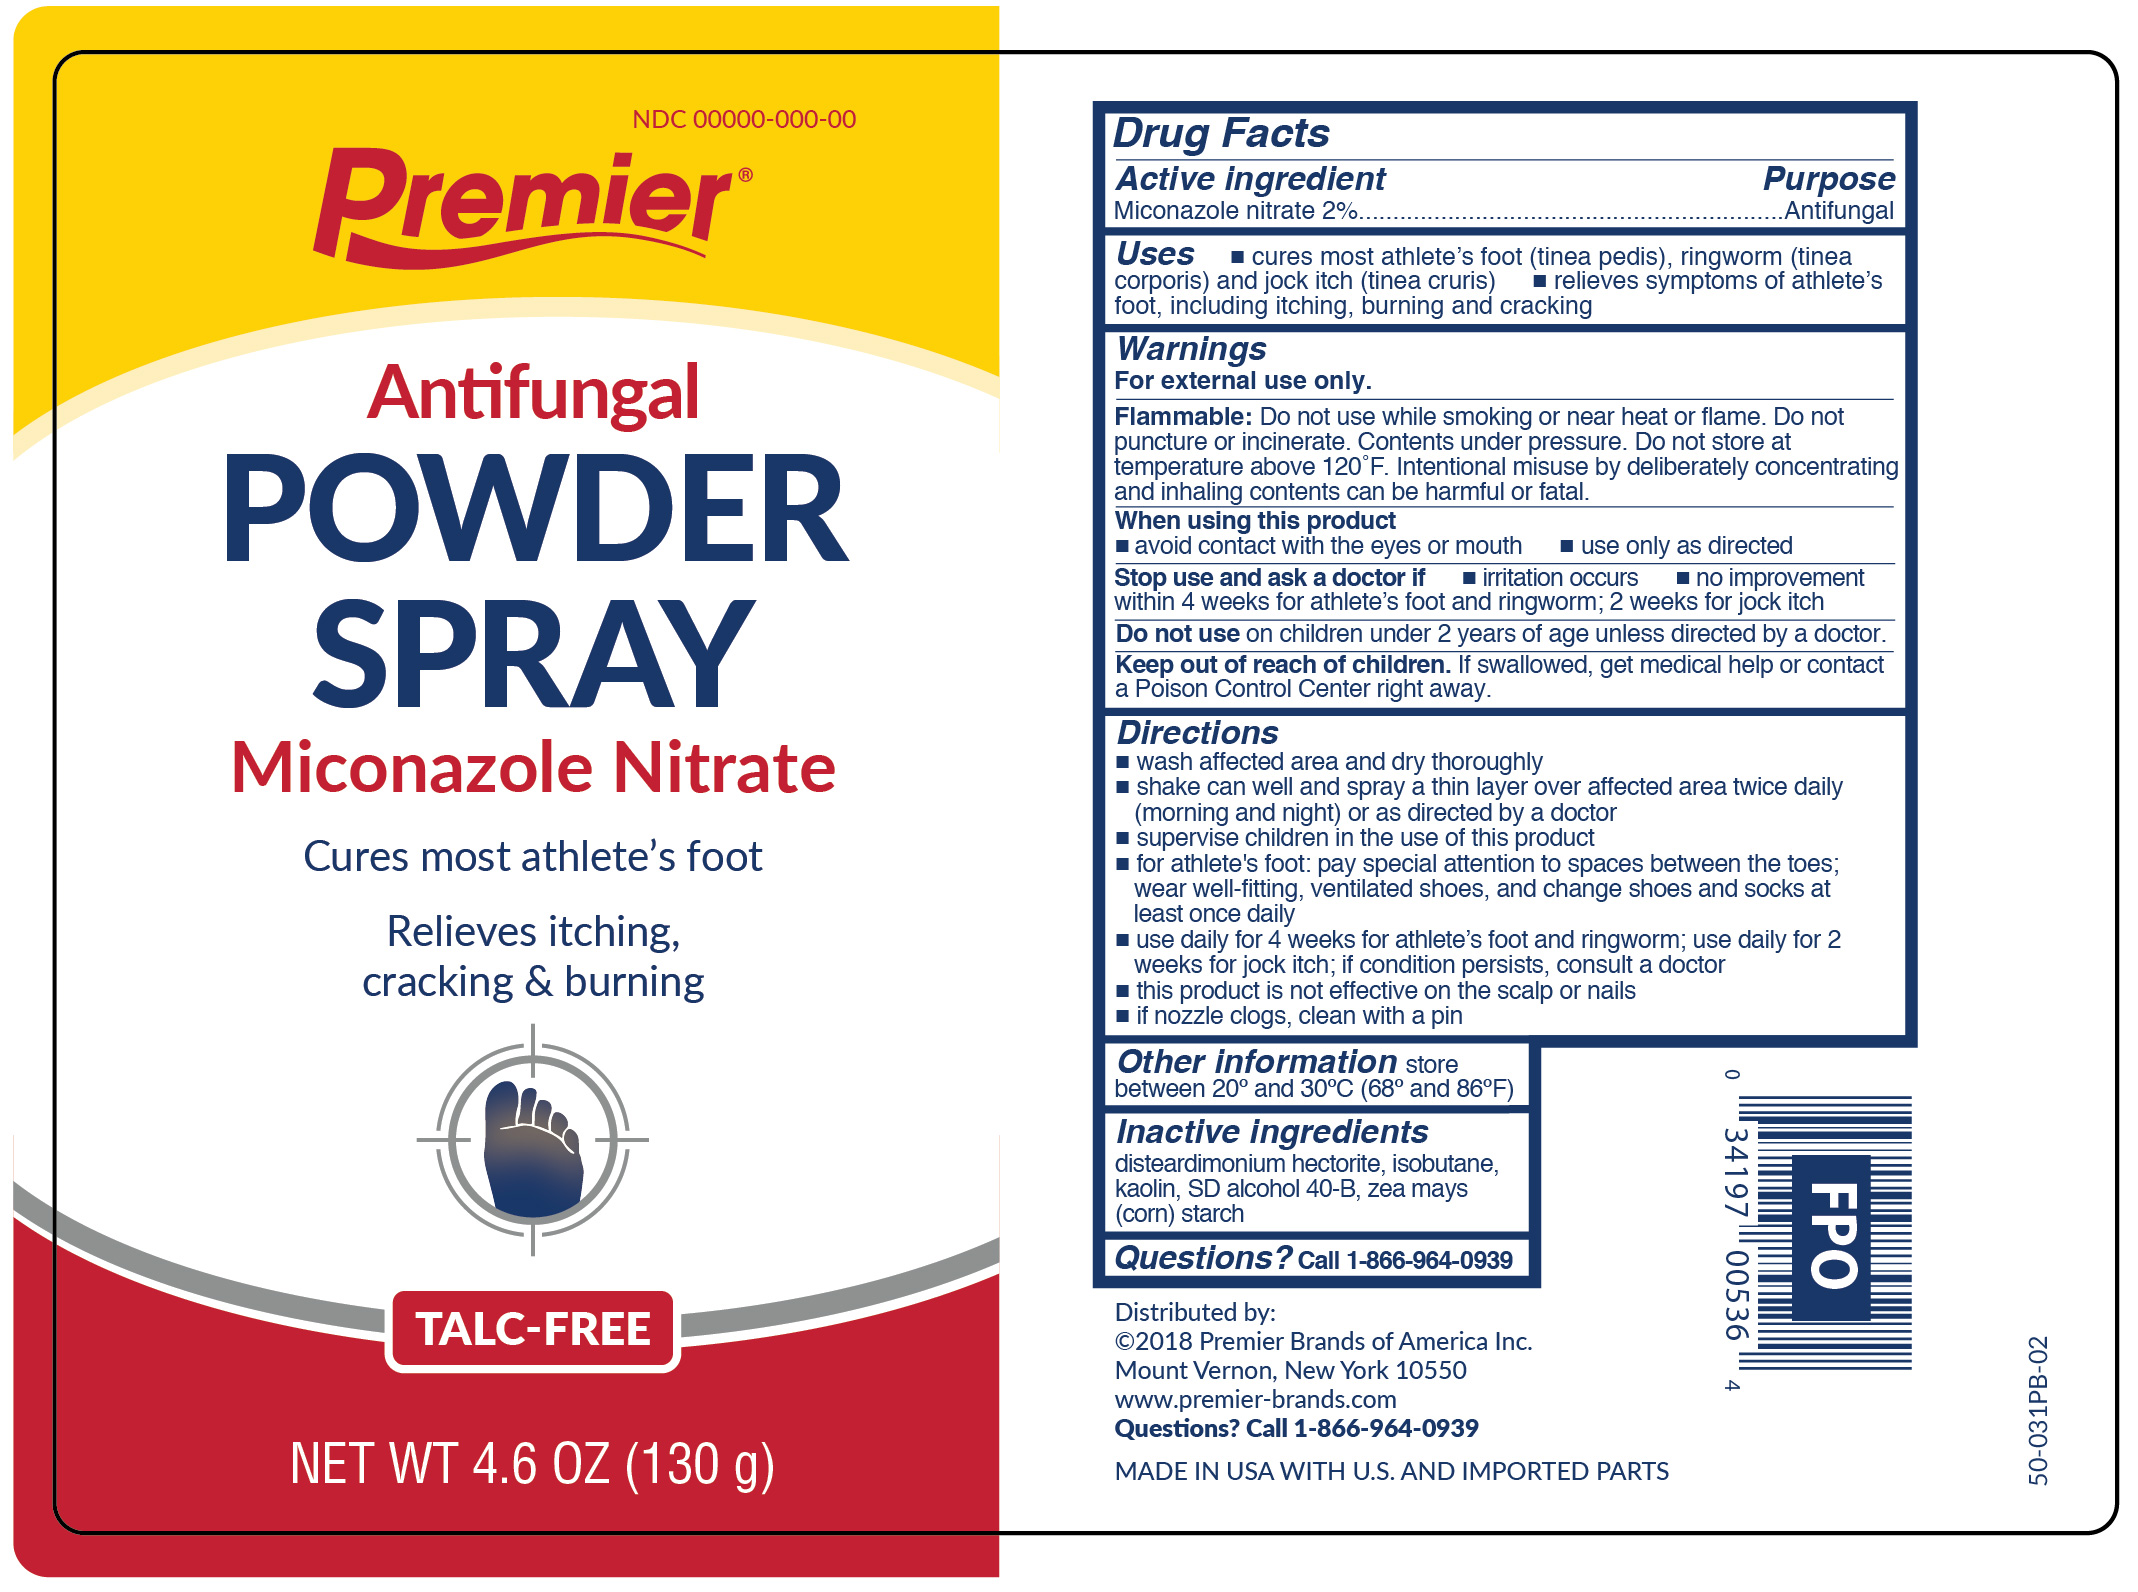 NDC 00000-000-00
Premier®
Antifungal
POWDER
SPRAY
Miconazole Nitrate
Cures most athlete’s foot
Relieves itching,
cracking & burning
TALC-FREE
NET WT 4.6 OZ (130 g)
Drug Facts
Active ingredient Purpose
Miconazole nitrate 2%..............................................................Antifungal
Uses ■ cures most athlete’s foot (tinea pedis), ringworm (tinea
corporis) and jock itch (tinea cruris) ■ relieves symptoms of athlete’s
foot, including itching, burning and cracking
Warnings
For external use only.
Flammable: Do not use while smoking or near heat or flame. Do not
puncture or incinerate. Contents under pressure. Do not store at
temperature above 120˚F. Intentional misuse by deliberately concentrating
and inhaling contents can be harmful or fatal.
When using this product
■ avoid contact with the eyes or mouth ■ use only as directed
Stop use and ask a doctor if ■ irritation occurs ■ no improvement
within 4 weeks for athlete’s foot and ringworm; 2 weeks for jock itch
Do not use on children under 2 years of age unless directed by a doctor.
Keep out of reach of children. If swallowed, get medical help or contact
a Poison Control Center right away.
Directions
■ wash affected area and dry thoroughly
■ shake can well and spray a thin layer over affected area twice daily
(morning and night) or as directed by a doctor
■ supervise children in the use of this product
■ for athlete's foot: pay special attention to spaces between the toes;
wear well-fitting, ventilated shoes, and change shoes and socks at
least once daily
■ use daily for 4 weeks for athlete’s foot and ringworm; use daily for 2
weeks for jock itch; if condition persists, consult a doctor
■ this product is not effective on the scalp or nails
■ if nozzle clogs, clean with a pin
Other information store
between 20º and 30ºC (68º and 86ºF)
Inactive ingredients
disteardimonium hectorite, isobutane,
kaolin, SD alcohol 40-B, zea mays
(corn) starch
Questions? Call 1-866-964-0939
Distributed by:
©2018 Premier Brands of America Inc.
Mount Vernon, New York 10550
www.premier-brands.com
Questions? Call 1-866-964-0939
MADE IN USA WITH U.S. AND IMPORTED PARTS
0 34197 00536 4
FPO
50-031PB-02